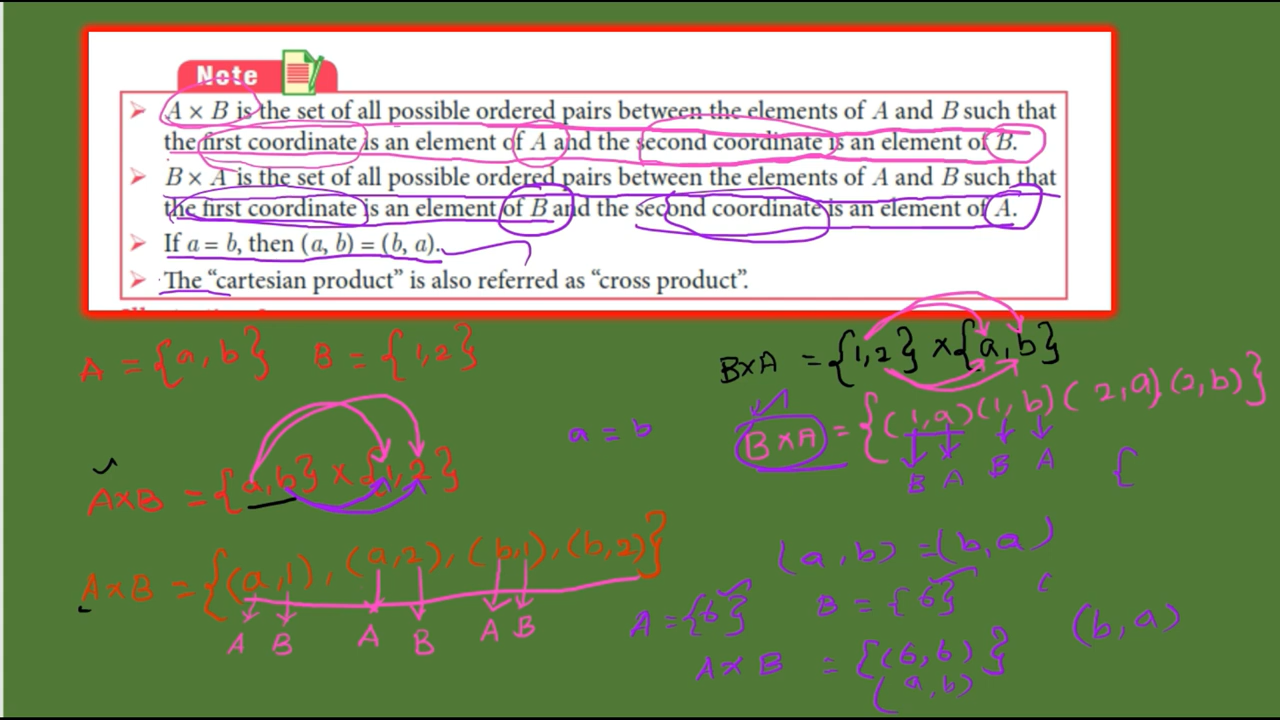 Note
A × B is the set of all possible ordered pairs between the elements of A and B such that
the first coordinate is an element of A and the second coordinate is an element of B.
B × A is the set of all possible ordered pairs between the elements of A and B such that
the first coordinate is an element of B and the second coordinate is an element of A.
If a = b, then (a, b) = (b, a).
The “cartesian product” is also referred as “cross product”.
A = {a, b} B = {1, 2}
A×B = {a, b} × {1, 2}
A×B = {(a, 1), (a, 2), (b, 1), (b, 2)}
A B A B A B
a = b
B×A = {1, 2} × {a, b}
B×A = {(1, a) (1, b) (2, a), (2, b)}
B A B A
{
(a, b) = (b, a)
A = {6} B = {6} (
A × B = {(6, 6)}
(a, b)
(b, a)